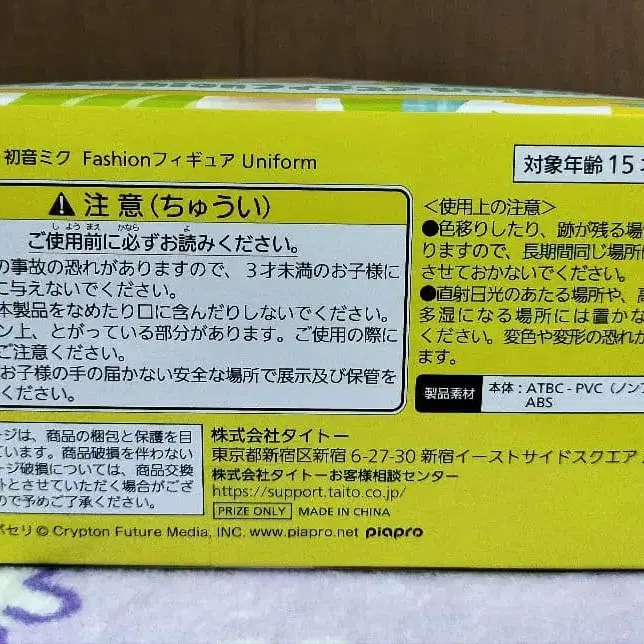 初音ミク Fashionフィギュア Uniform
対象年齢 15
注意(ちゅうい)
ご使用前に必ずお読みください。
の事故の恐れがありますので、3才未満のお子様に
に与えないでください。
本製品をなめたり口に含んだりしないでください。
ン上、とがっている部分があります。ご使用の際に
ご注意ください。
お子様の手の届かない安全な場所で展示及び保管を
ください。
<使用上の注意>
●色移りしたり、跡が残る場
りますので、長期間同じ場所に
させておかないでください。
●直射日光のあたる場所や、高
多湿になる場所には置かな
ください。変色や変形の恐れが
ます。
製品素材 本体:ATBC-PVC(ノン
ABS
ージは、商品の梱包と保護を目
ています。商品破損を伴わない
ージ破損については、商品交換
外とさせていただく場合がござ
ので予めご了承ください。
株式会社タイトー
東京都新宿区新宿 6-27-30 新宿イーストサイドスクエア
株式会社タイトーお客様相談センター
https://support.taito.co.jp/
PRIZE ONLY MADE IN CHINA
ポセリ © Crypton Future Media, INC. www.piapro.net piapro